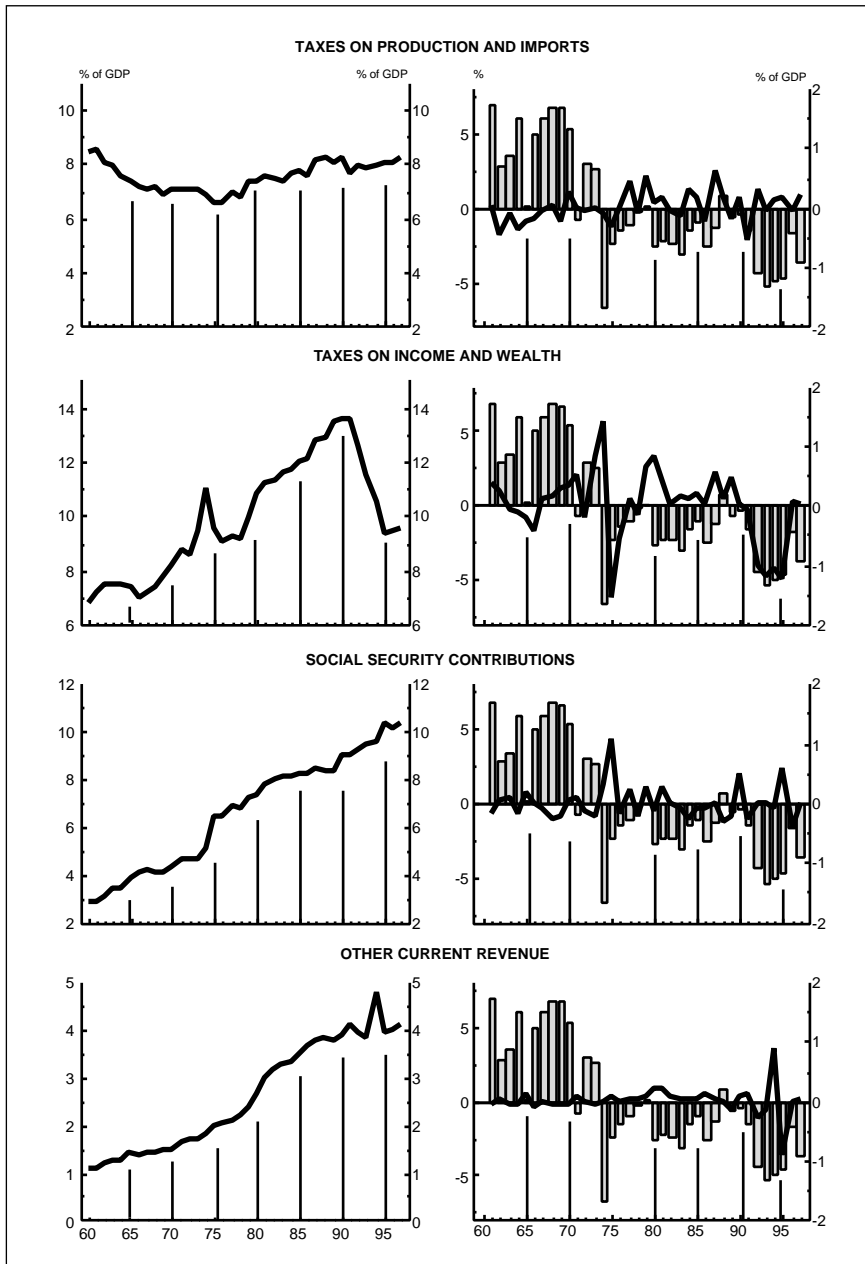 TAXES ON PRODUCTION AND IMPORTS
% of GDP % of GDP % % of GDP
10 10 2
8 8 5 1
6 6 0 0
4 4 -5 -1
2 2 -2
TAXES ON INCOME AND WEALTH
14 14 2
12 12 5 1
10 10 0 0
8 8 -5 -1
6 6 -2
SOCIAL SECURITY CONTRIBUTIONS
12 12 2
10 10 5 1
8 8
6 6 0 0
4 4 -5 -1
2 2 -2
OTHER CURRENT REVENUE
5 5 2
4 4 5 1
3 3
2 2 0 0
1 1 -5 -1
0 0 -2
60 65 70 75 80 85 90 95 60 65 70 75 80 85 90 95